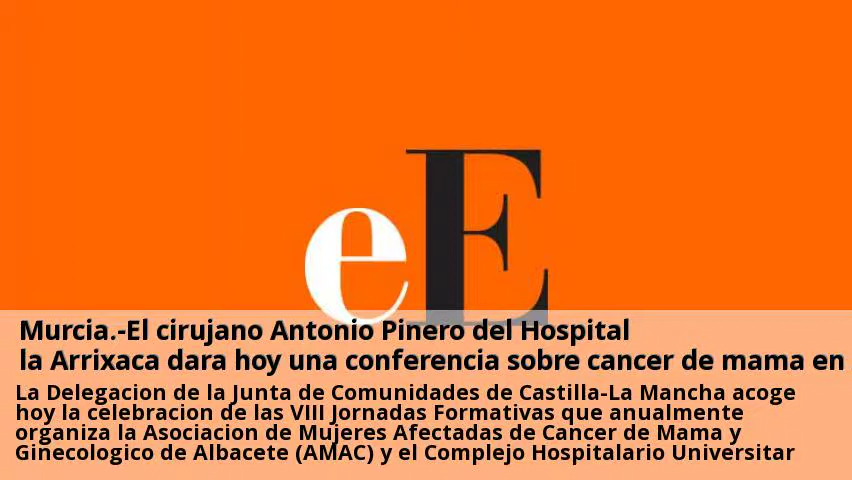 eE
Murcia.-El cirujano Antonio Pinero del Hospital
la Arrixaca dara hoy una conferencia sobre cancer de mama en
La Delegacion de la Junta de Comunidades de Castilla-La Mancha acoge
hoy la celebracion de las VIII Jornadas Formativas que anualmente
organiza la Asociacion de Mujeres Afectadas de Cancer de Mama y
Ginecologico de Albacete (AMAC) y el Complejo Hospitalario Universitar